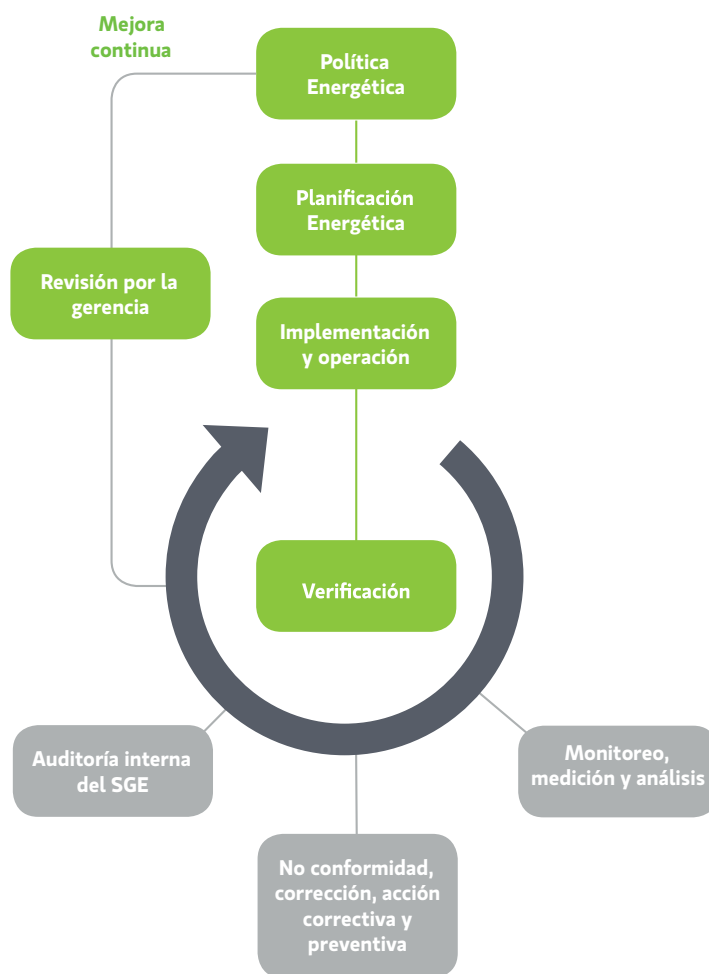 Mejora
continua
Política
Energética
Planificación
Energética
Revisión por la
gerencia
Implementación
y operación
Verificación
Auditoría interna
del SGE
Monitoreo,
medición y análisis
No conformidad,
corrección, acción
correctiva y
preventiva